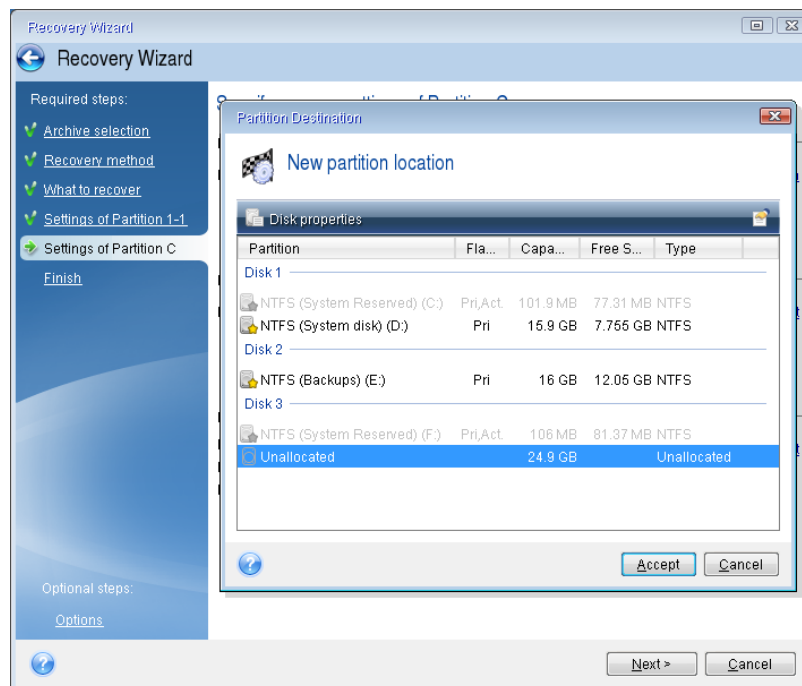 Recovery Wizard
Recovery Wizard
Required steps:
Archive selection
Recovery method
What to recover
Settings of Partition 1-1
Settings of Partition C
Finish
Optional steps:
Options
Partition Destination
New partition location
Disk properties
Partition Fla... Capa... Free S... Type
Disk 1
NTFS (System Reserved) (C:) Pri,Act. 101.9 MB 77.31 MB NTFS
NTFS (System disk) (D:) Pri 15.9 GB 7.755 GB NTFS
Disk 2
NTFS (Backups) (E:) Pri 16 GB 12.05 GB NTFS
Disk 3
NTFS (System Reserved) (F:) Pri,Act. 106 MB 81.37 MB NTFS
Unallocated 24.9 GB Unallocated
Accept Cancel
Next > Cancel